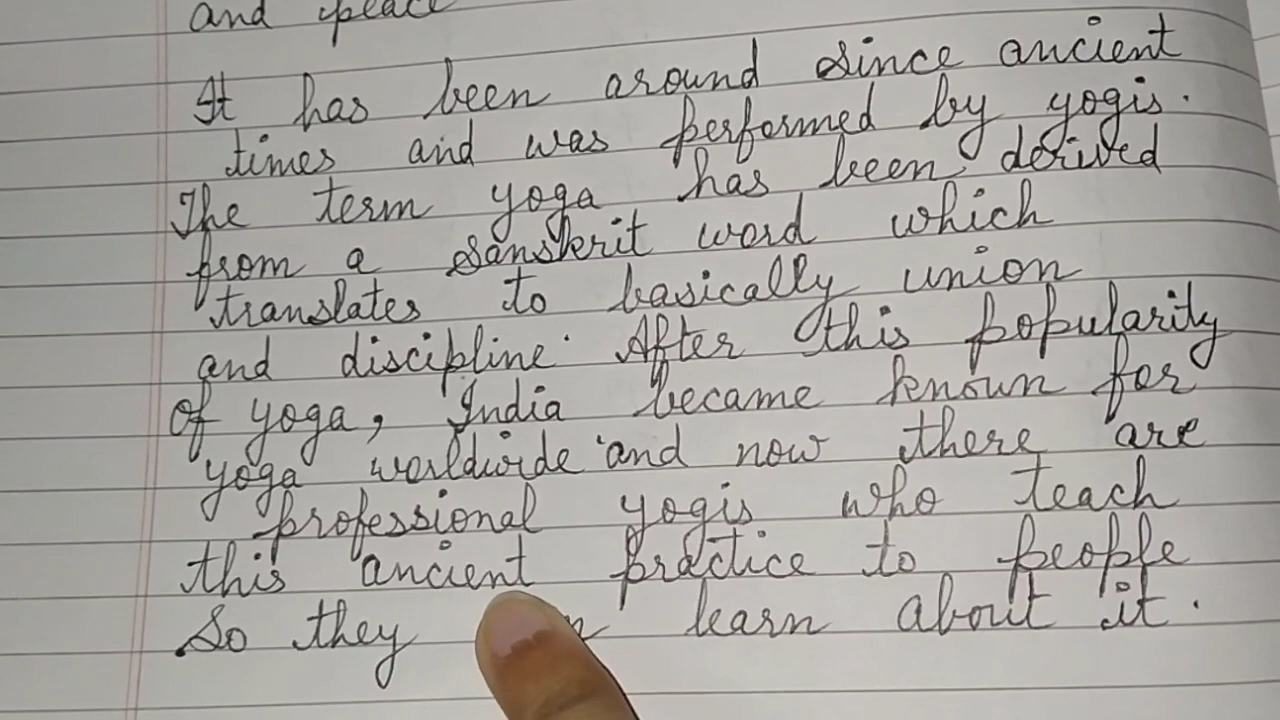 and peace
It has been around since ancient
times and was performed by yogis.
The term yoga has been derived
from a Sanskrit word which
translates to basically union
and discipline. After this popularity
of yoga, India became known for
yoga worldwide and now there are
professional yogis who teach
this ancient practice to people
So they learn about it.